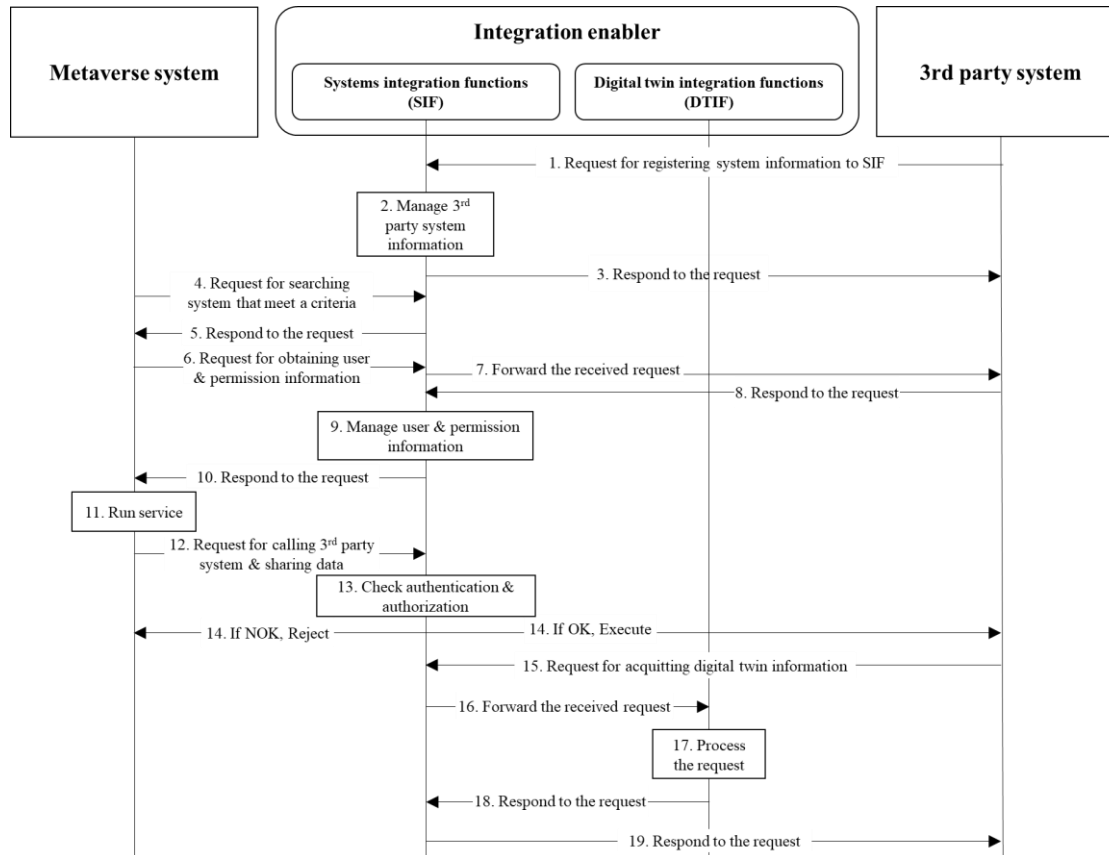 Metaverse system
Integration enabler
Systems integration functions
(SIF)
Digital twin integration functions
(DTIF)
3rd party system
1. Request for registering system information to SIF
2. Manage 3rd
party system
information
3. Respond to the request
4. Request for searching
system that meet a criteria
5. Respond to the request
6. Request for obtaining user
& permission information
7. Forward the received request
8. Respond to the request
9. Manage user & permission
information
10. Respond to the request
11. Run service
12. Request for calling 3rd party
system & sharing data
13. Check authentication &
authorization
14. If NOK, Reject
14. If OK, Execute
15. Request for acquitting digital twin information
16. Forward the received request
17. Process
the request
18. Respond to the request
19. Respond to the request